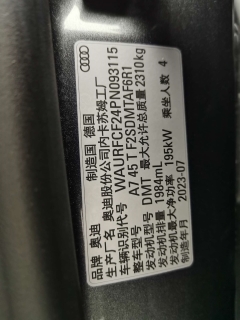 制造国 德国
品牌 奥迪
生产厂名 奥迪股份公司内卡苏姆工厂
车辆识别代号 WAURFCF24PN093115
整车型号 A7 45 T F2SDMTAF6R1
发动机型号 DMT 最大允许总质量 2310kg
发动机排量 1984mL
发动机最大净功率 195kW 乘坐人数 4
制造年月 2023-07